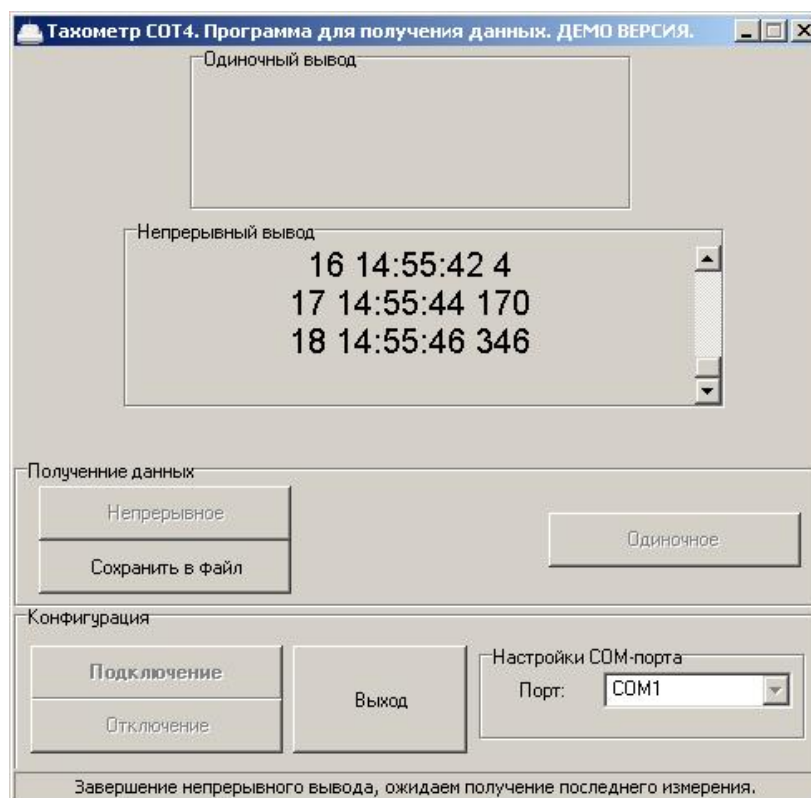 Тахометр СОТ4. Программа для получения данных. ДЕМО ВЕРСИЯ.
Одиночный вывод
Непрерывный вывод
16 14:55:42 4
17 14:55:44 170
18 14:55:46 346
Полученние данных
Непрерывное
Одиночное
Сохранить в файл
Конфигурация
Подключение
Отключение
Выход
Настройки COM-порта
Порт:
COM1
Завершение непрерывного вывода, ожидаем получение последнего измерения.